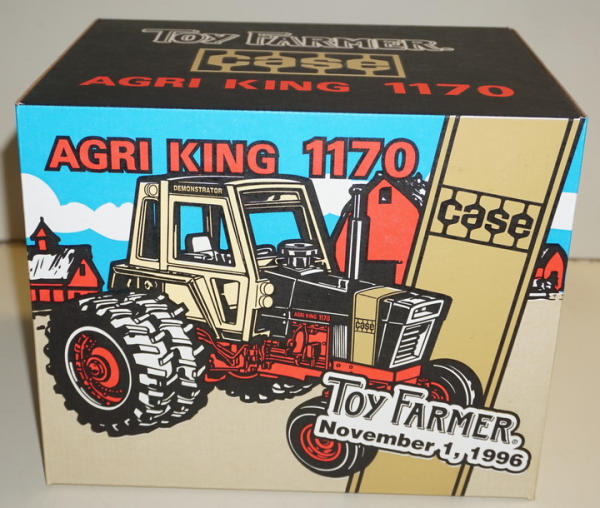 TOY FARMER®
case
AGRI KING 1170
AGRI KING 1170
DEMONSTRATOR
case
AGRI KING 1170
case
TOY FARMER®
November 1, 1996